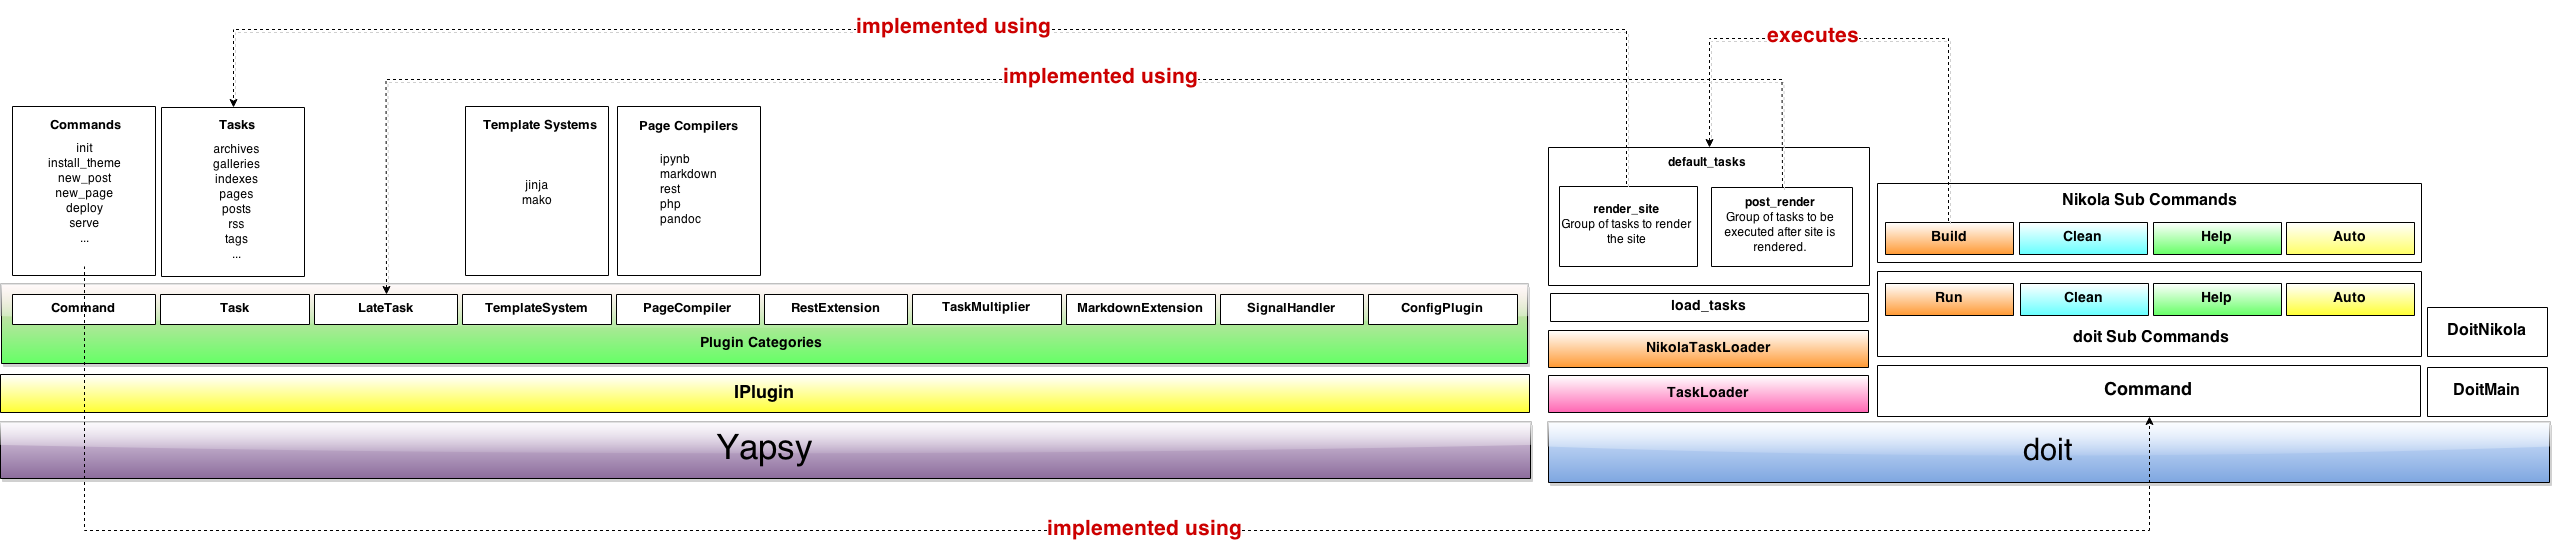 implemented using
executes
implemented using
Commands
init
install_theme
new_post
new_page
deploy
serve
...
Tasks
archives
galleries
indexes
pages
posts
rss
tags
...
Template Systems
jinja
mako
Page Compilers
ipynb
markdown
rest
php
pandoc
Command
Task
LateTask
TemplateSystem
PageCompiler
RestExtension
TaskMultiplier
MarkdownExtension
SignalHandler
ConfigPlugin
Plugin Categories
IPlugin
Yapsy
default_tasks
render_site
Group of tasks to render
the site
post_render
Group of tasks to be
executed after site is
rendered.
load_tasks
NikolaTaskLoader
TaskLoader
Nikola Sub Commands
Build
Clean
Help
Auto
Run
Clean
Help
Auto
doit Sub Commands
Command
DoitNikola
DoitMain
doit
implemented using